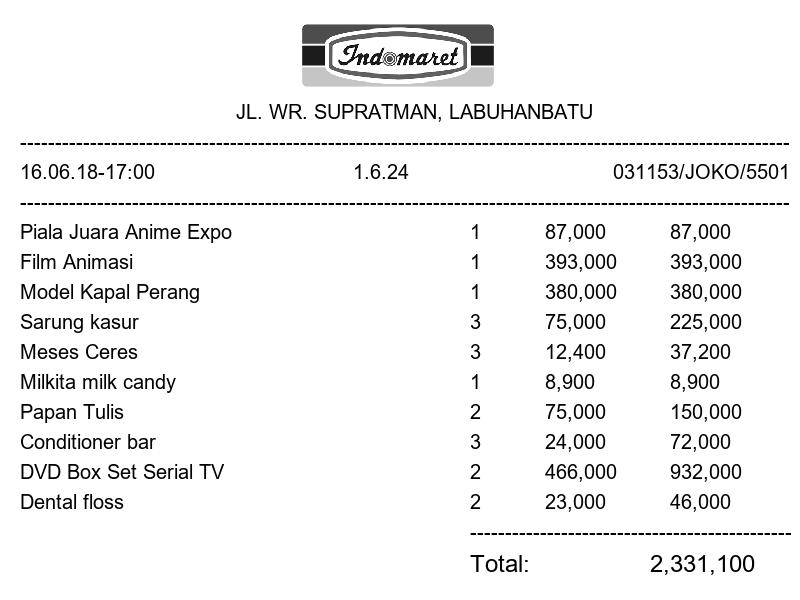 Indomaret
JL. WR. SUPRATMAN, LABUHANBATU
--------------------------------------------------------------------------------
16.06.18-17:00 1.6.24 031153/JOKO/5501
--------------------------------------------------------------------------------
Piala Juara Anime Expo 1 87,000 87,000
Film Animasi 1 393,000 393,000
Model Kapal Perang 1 380,000 380,000
Sarung kasur 3 75,000 225,000
Meses Ceres 3 12,400 37,200
Milkita milk candy 1 8,900 8,900
Papan Tulis 2 75,000 150,000
Conditioner bar 3 24,000 72,000
DVD Box Set Serial TV 2 466,000 932,000
Dental floss 2 23,000 46,000
----------------------------------------------
Total: 2,331,100